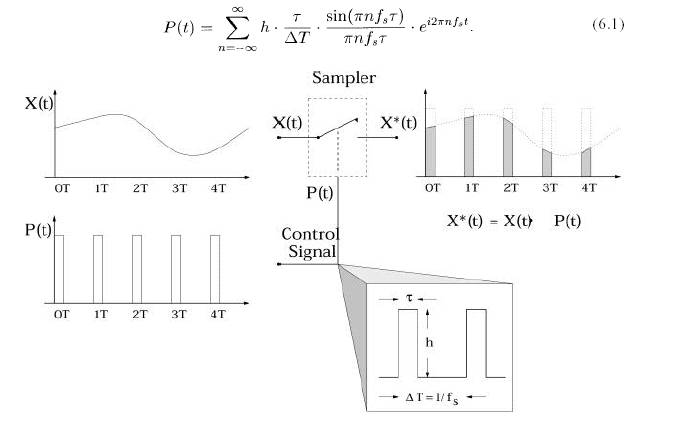 P(t) = ∑_{n=−∞}^{∞} h · τ/ΔT · sin(πnf_sτ)/(πnf_sτ) · e^{i2πnf_st}. (6.1)
Sampler
X(t)
X(t)
X*(t)
0T 1T 2T 3T 4T
0T 1T 2T 3T 4T
P(t)
X*(t) = X(t)· P(t)
P(t)
Control
Signal
0T 1T 2T 3T 4T
τ
h
ΔT = 1/f_s